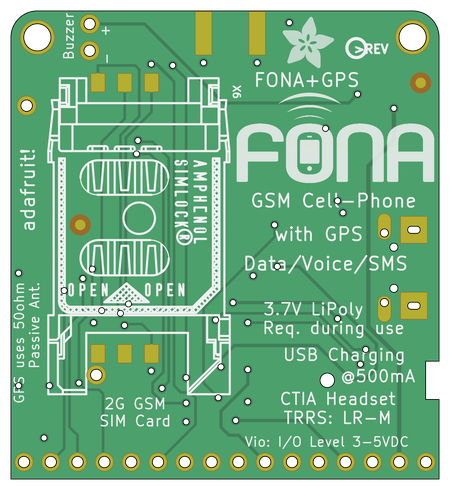 Buzzer
+
-
REV
FONA+GPS
X6
FONA
adafruit!
AMPHENOL
SIMLOCK®
GSM Cell-Phone
with GPS
Data/Voice/SMS
OPEN OPEN
GPS uses 50ohm
Passive Ant.
3.7V LiPoly
Req. during use
USB Charging
@500mA
2G GSM
SIM Card
CTIA Headset
TRRS: LR-M
Vio: I/O Level 3-5VDC